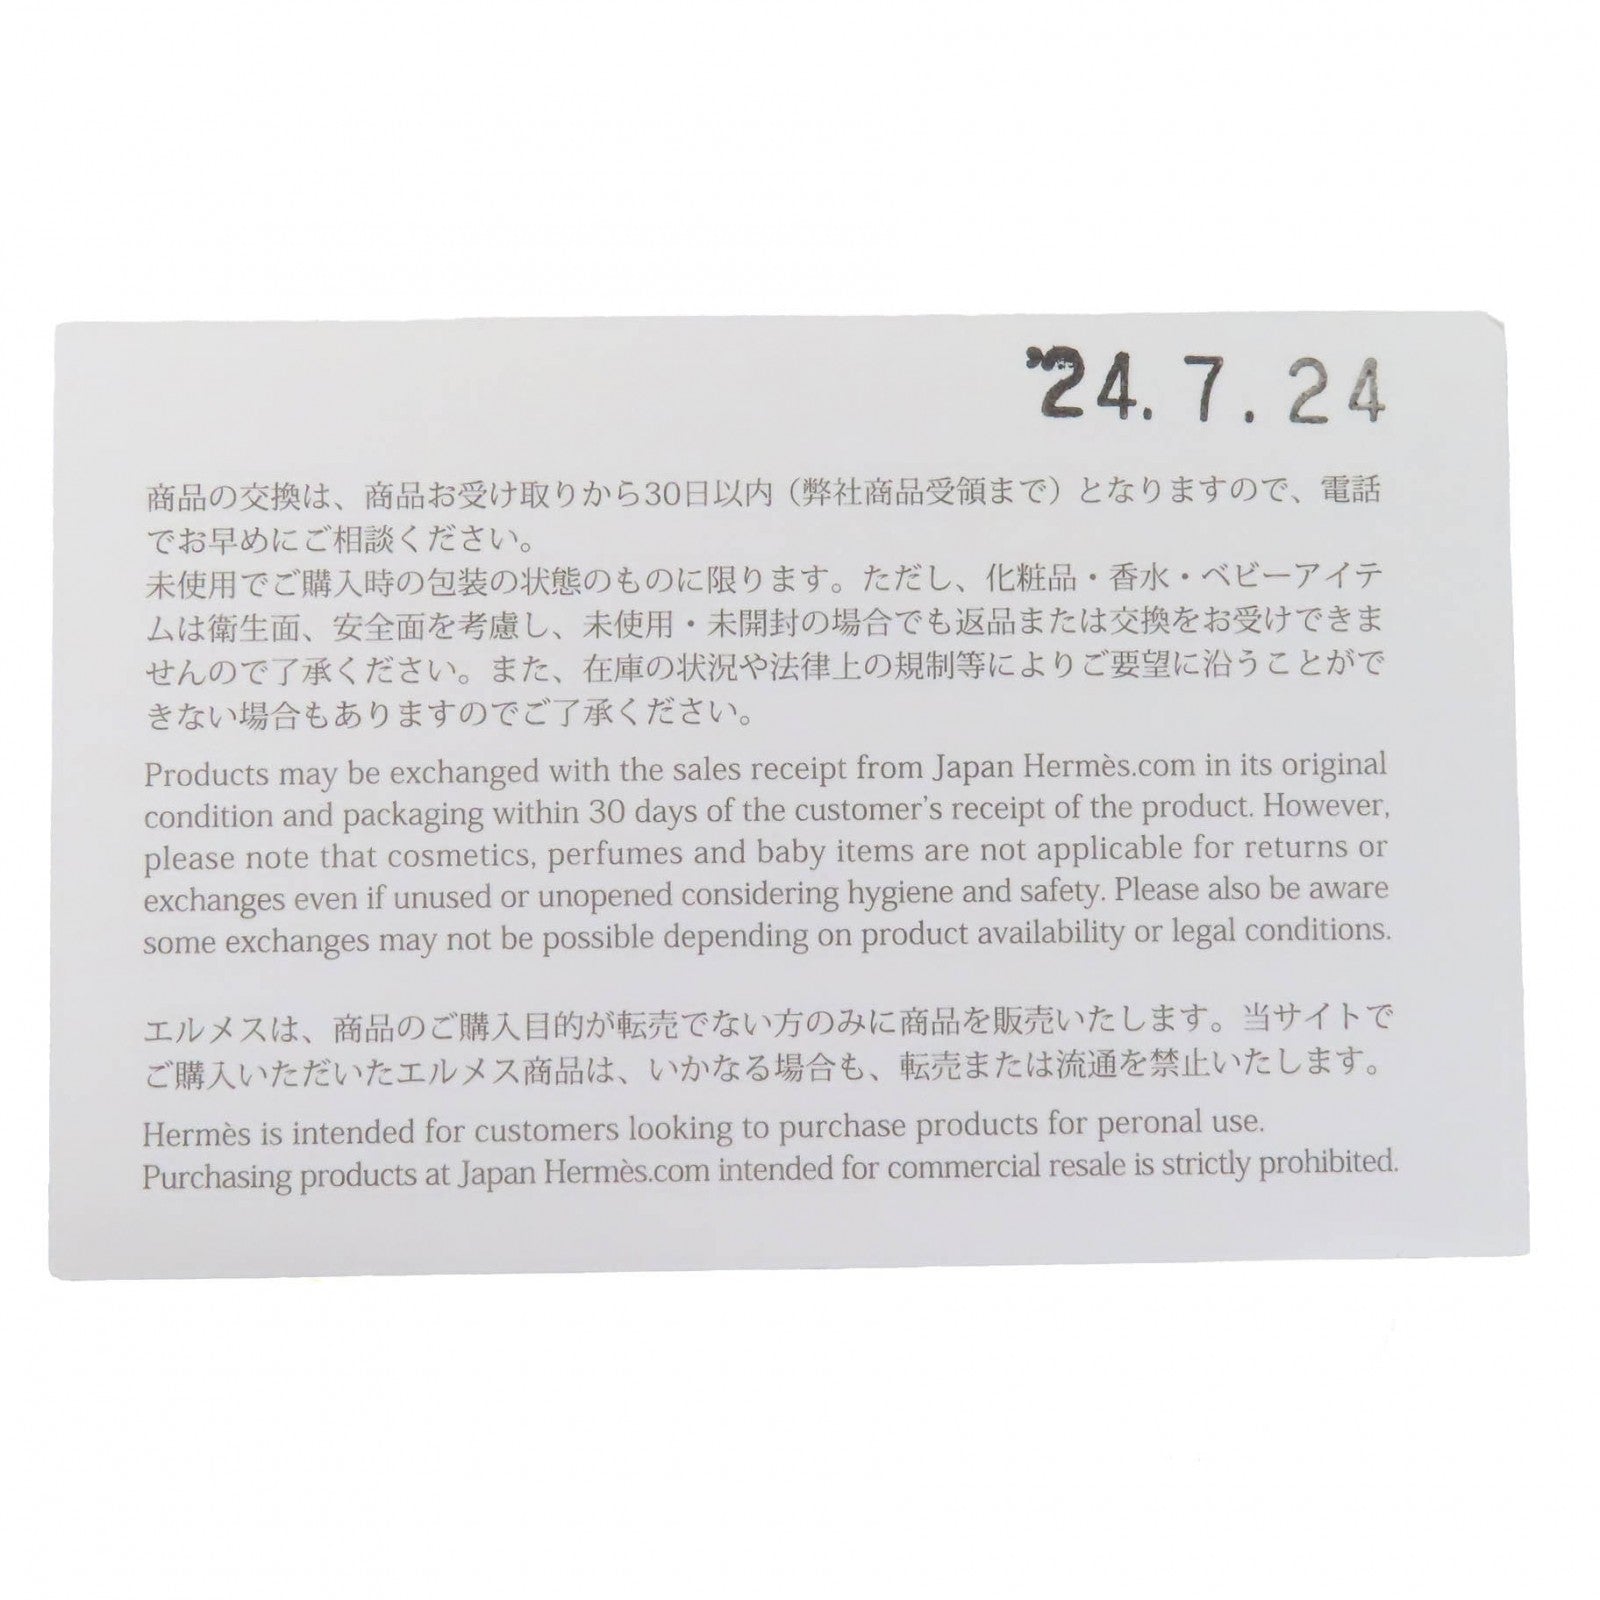 '24. 7. 24
商品の交換は、商品お受け取りから30日以内（弊社商品受領まで）となりますので、電話
でお早めにご相談ください。
未使用でご購入時の包装の状態のものに限ります。ただし、化粧品・香水・ベビーアイテ
ムは衛生面、安全面を考慮し、未使用・未開封の場合でも返品または交換をお受けできま
せんので了承ください。また、在庫の状況や法律上の規制等によりご要望に沿うことがで
きない場合もありますのでご了承ください。
Products may be exchanged with the sales receipt from Japan Hermès.com in its original
condition and packaging within 30 days of the customer's receipt of the product. However,
please note that cosmetics, perfumes and baby items are not applicable for returns or
exchanges even if unused or unopened considering hygiene and safety. Please also be aware
some exchanges may not be possible depending on product availability or legal conditions.
エルメスは、商品のご購入目的が転売でない方のみに商品を販売いたします。当サイトで
ご購入いただいたエルメス商品は、いかなる場合も、転売または流通を禁止いたします。
Hermès is intended for customers looking to purchase products for peronal use.
Purchasing products at Japan Hermès.com intended for commercial resale is strictly prohibited.